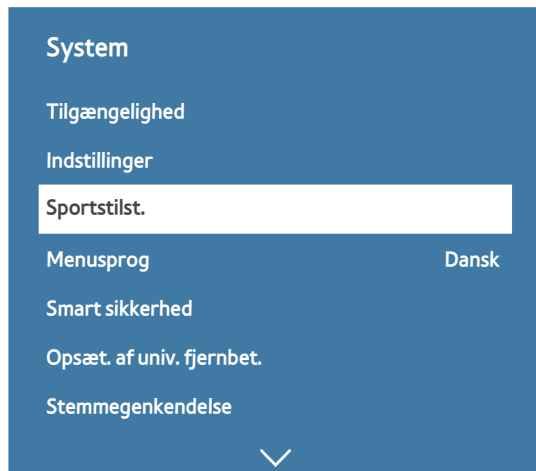 System
Tilgængelighed
Indstillinger
Sportstilst.
Menusprog Dansk
Smart sikkerhed
Opsæt. af univ. fjernbet.
Stemmegenkendelse